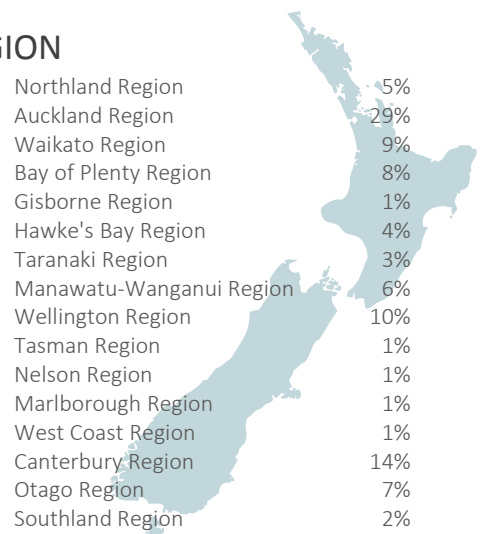 GION
Northland Region 5%
Auckland Region 29%
Waikato Region 9%
Bay of Plenty Region 8%
Gisborne Region 1%
Hawke's Bay Region 4%
Taranaki Region 3%
Manawatu-Wanganui Region 6%
Wellington Region 10%
Tasman Region 1%
Nelson Region 1%
Marlborough Region 1%
West Coast Region 1%
Canterbury Region 14%
Otago Region 7%
Southland Region 2%